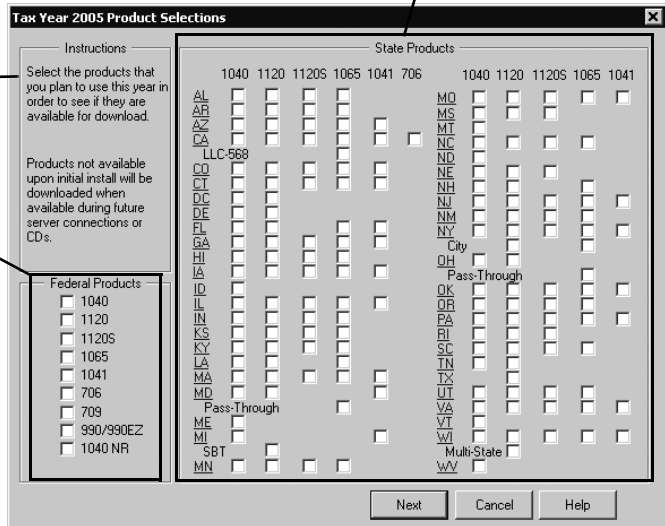 Tax Year 2005 Product Selections
Instructions
Select the products that
you plan to use this year in
order to see if they are
available for download.
Products not available
upon initial install will be
downloaded when
available during future
server connections or
CDs.
Federal Products
1040
1120
1120S
1065
1041
706
709
990/990EZ
1040 NR
State Products
1040 1120 1120S 1065 1041 706
AL
AR
AZ
CA
LLC-568
CO
CT
DC
DE
FL
GA
HI
IA
ID
IL
IN
KS
KY
LA
MA
MD
Pass-Through
ME
MI
SBT
MN
1040 1120 1120S 1065 1041
MO
MS
MT
NC
ND
NE
NH
NJ
NM
NY
City
OH
Pass-Through
OK
OR
PA
RI
SC
TN
TX
UT
VA
VT
WI
Multi-State
WV
Next Cancel Help